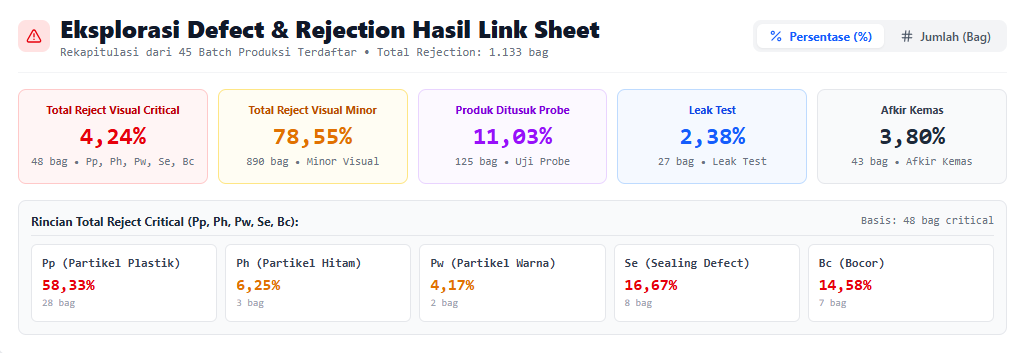 Eksplorasi Defect & Rejection Hasil Link Sheet
Rekapitulasi dari 45 Batch Produksi Terdaftar • Total Rejection: 1.133 bag
% Persentase (%)
# Jumlah (Bag)
Total Reject Visual Critical
4,24%
48 bag • Pp, Ph, Pw, Se, Bc
Total Reject Visual Minor
78,55%
890 bag • Minor Visual
Produk Ditusuk Probe
11,03%
125 bag • Uji Probe
Leak Test
2,38%
27 bag • Leak Test
Afkir Kemas
3,80%
43 bag • Afkir Kemas
Rincian Total Reject Critical (Pp, Ph, Pw, Se, Bc):
Basis: 48 bag critical
Pp (Partikel Plastik)
58,33%
28 bag
Ph (Partikel Hitam)
6,25%
3 bag
Pw (Partikel Warna)
4,17%
2 bag
Se (Sealing Defect)
16,67%
8 bag
Bc (Bocor)
14,58%
7 bag